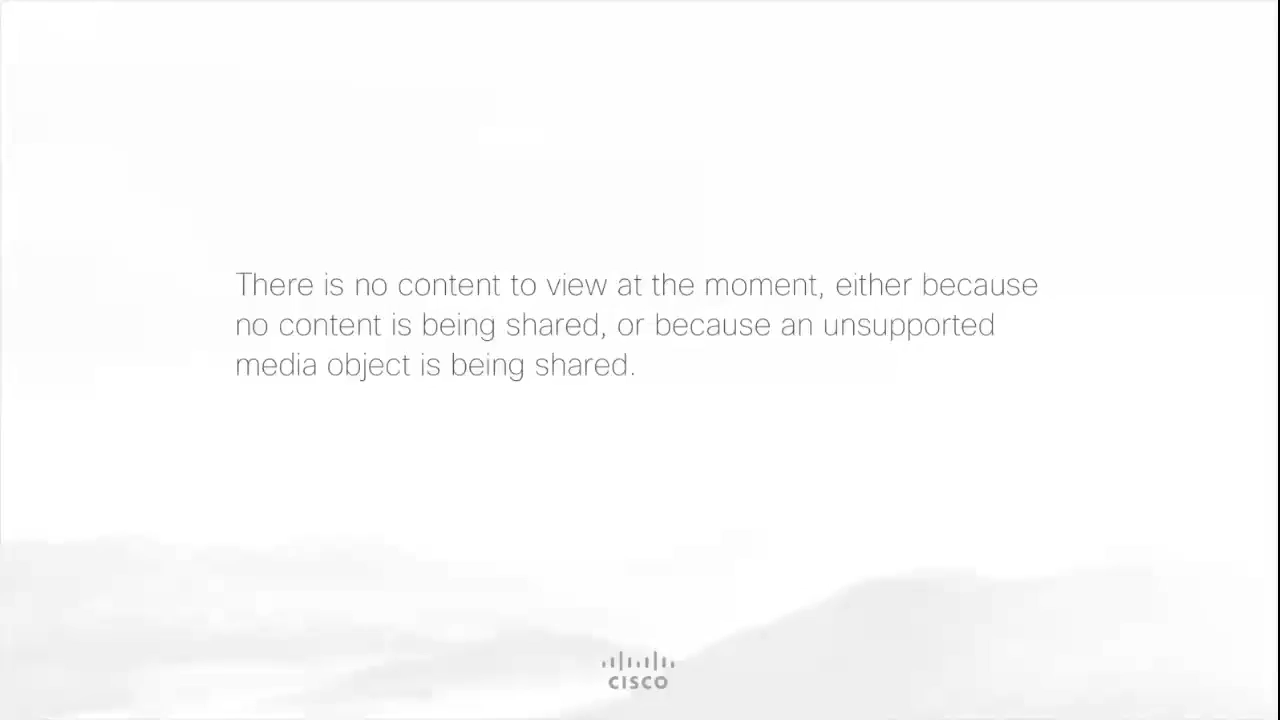 There is no content to view at the moment, either because
no content is being shared, or because an unsupported
media object is being shared.
CISCO